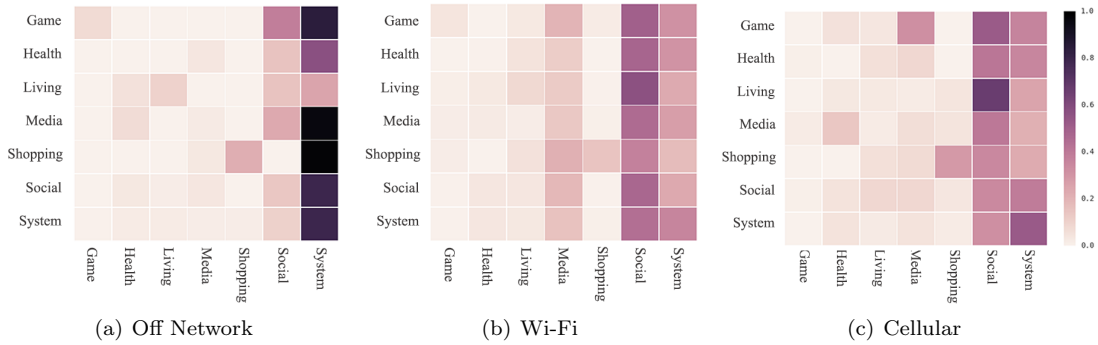 Game
Health
Living
Media
Shopping
Social
System
Game
Health
Living
Media
Shopping
Social
System
(a) Off Network
Game
Health
Living
Media
Shopping
Social
System
Game
Health
Living
Media
Shopping
Social
System
(b) Wi-Fi
Game
Health
Living
Media
Shopping
Social
System
Game
Health
Living
Media
Shopping
Social
System
(c) Cellular
1.0
0.8
0.6
0.4
0.2
0.0